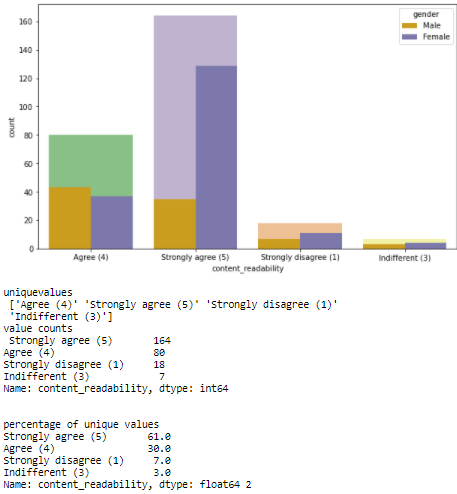 gender
Male
Female
160
140
120
100
80
60
40
20
0
count
Agree (4) Strongly agree (5) Strongly disagree (1) Indifferent (3)
content_readability
uniquevalues
['Agree (4)' 'Strongly agree (5)' 'Strongly disagree (1)'
'Indifferent (3)']
value counts
Strongly agree (5) 164
Agree (4) 80
Strongly disagree (1) 18
Indifferent (3) 7
Name: content_readability, dtype: int64
percentage of unique values
Strongly agree (5) 61.0
Agree (4) 30.0
Strongly disagree (1) 7.0
Indifferent (3) 3.0
Name: content_readability, dtype: float64 2